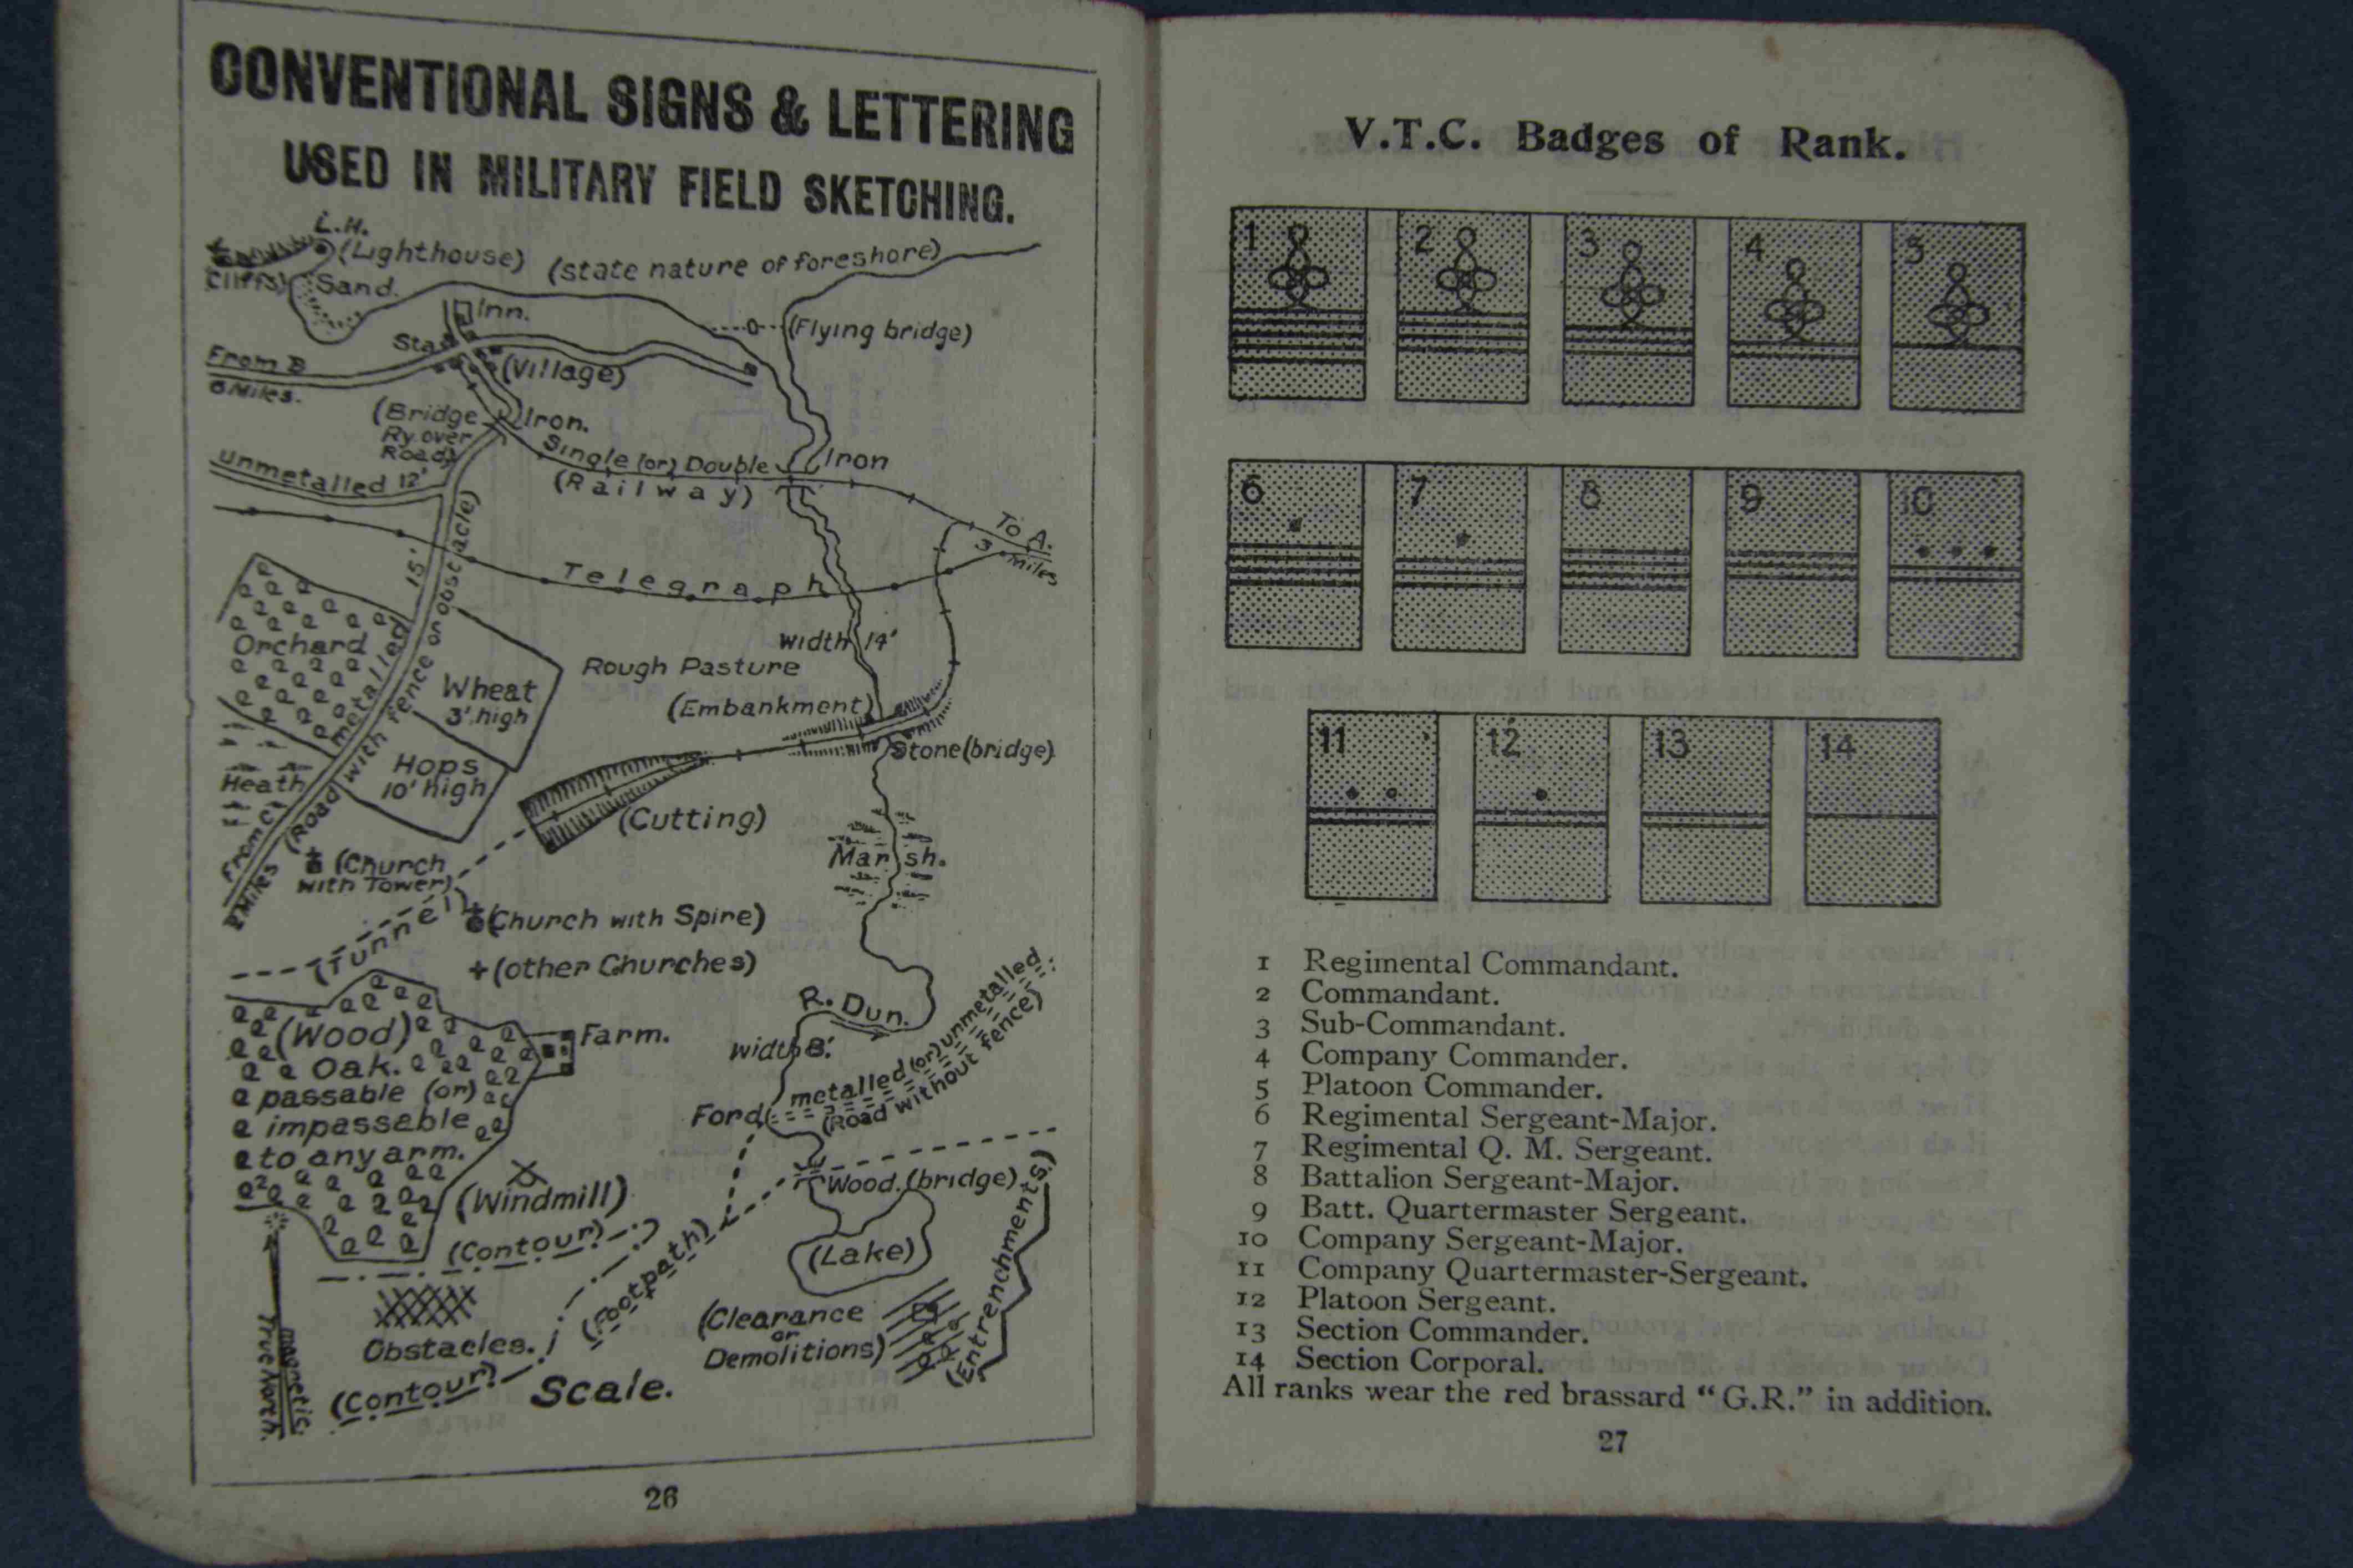 CONVENTIONAL SIGNS & LETTERING
USED IN MILITARY FIELD SKETCHING.
L.H.
(Lighthouse)
(state nature of foreshore)
Cliffs)
Sand.
Inn.
(Flying bridge)
Sta.
From B
6 Miles.
(Village)
(Bridge
Ry. over
Road)
Iron.
Single (or) Double
(Railway)
Iron
unmetalled 12'
To A.
3 Miles
Telegraph
15'
metalled
(Road with fence or obstacle)
Orchard
width 14'
Rough Pasture
Wheat
3' high
(Embankment)
Stone (bridge)
Hops
10' high
Heath
From C
Miles
(Cutting)
Marsh.
(Church
with Tower)
(Tunnel)
(Church with Spire)
(other Churches)
R. Dun.
width 8'.
metalled (or) unmetalled
(Road without fence)
Ford
(Wood)
Oak.
passable (or)
impassable
to any arm.
Farm.
Wood. (bridge)
(Windmill)
(Contour)
(Footpath)
(Lake)
(Entrenchments.)
(Clearance
or
Demolitions)
Obstacles.
(Contour)
Scale.
True North.
magnetic.
26
V.T.C. Badges of Rank.
1 2 3 4 5
6 7 8 9 10
11 12 13 14
1 Regimental Commandant.
2 Commandant.
3 Sub-Commandant.
4 Company Commander.
5 Platoon Commander.
6 Regimental Sergeant-Major.
7 Regimental Q. M. Sergeant.
8 Battalion Sergeant-Major.
9 Batt. Quartermaster Sergeant.
10 Company Sergeant-Major.
11 Company Quartermaster-Sergeant.
12 Platoon Sergeant.
13 Section Commander.
14 Section Corporal.
All ranks wear the red brassard “G.R.” in addition.
27